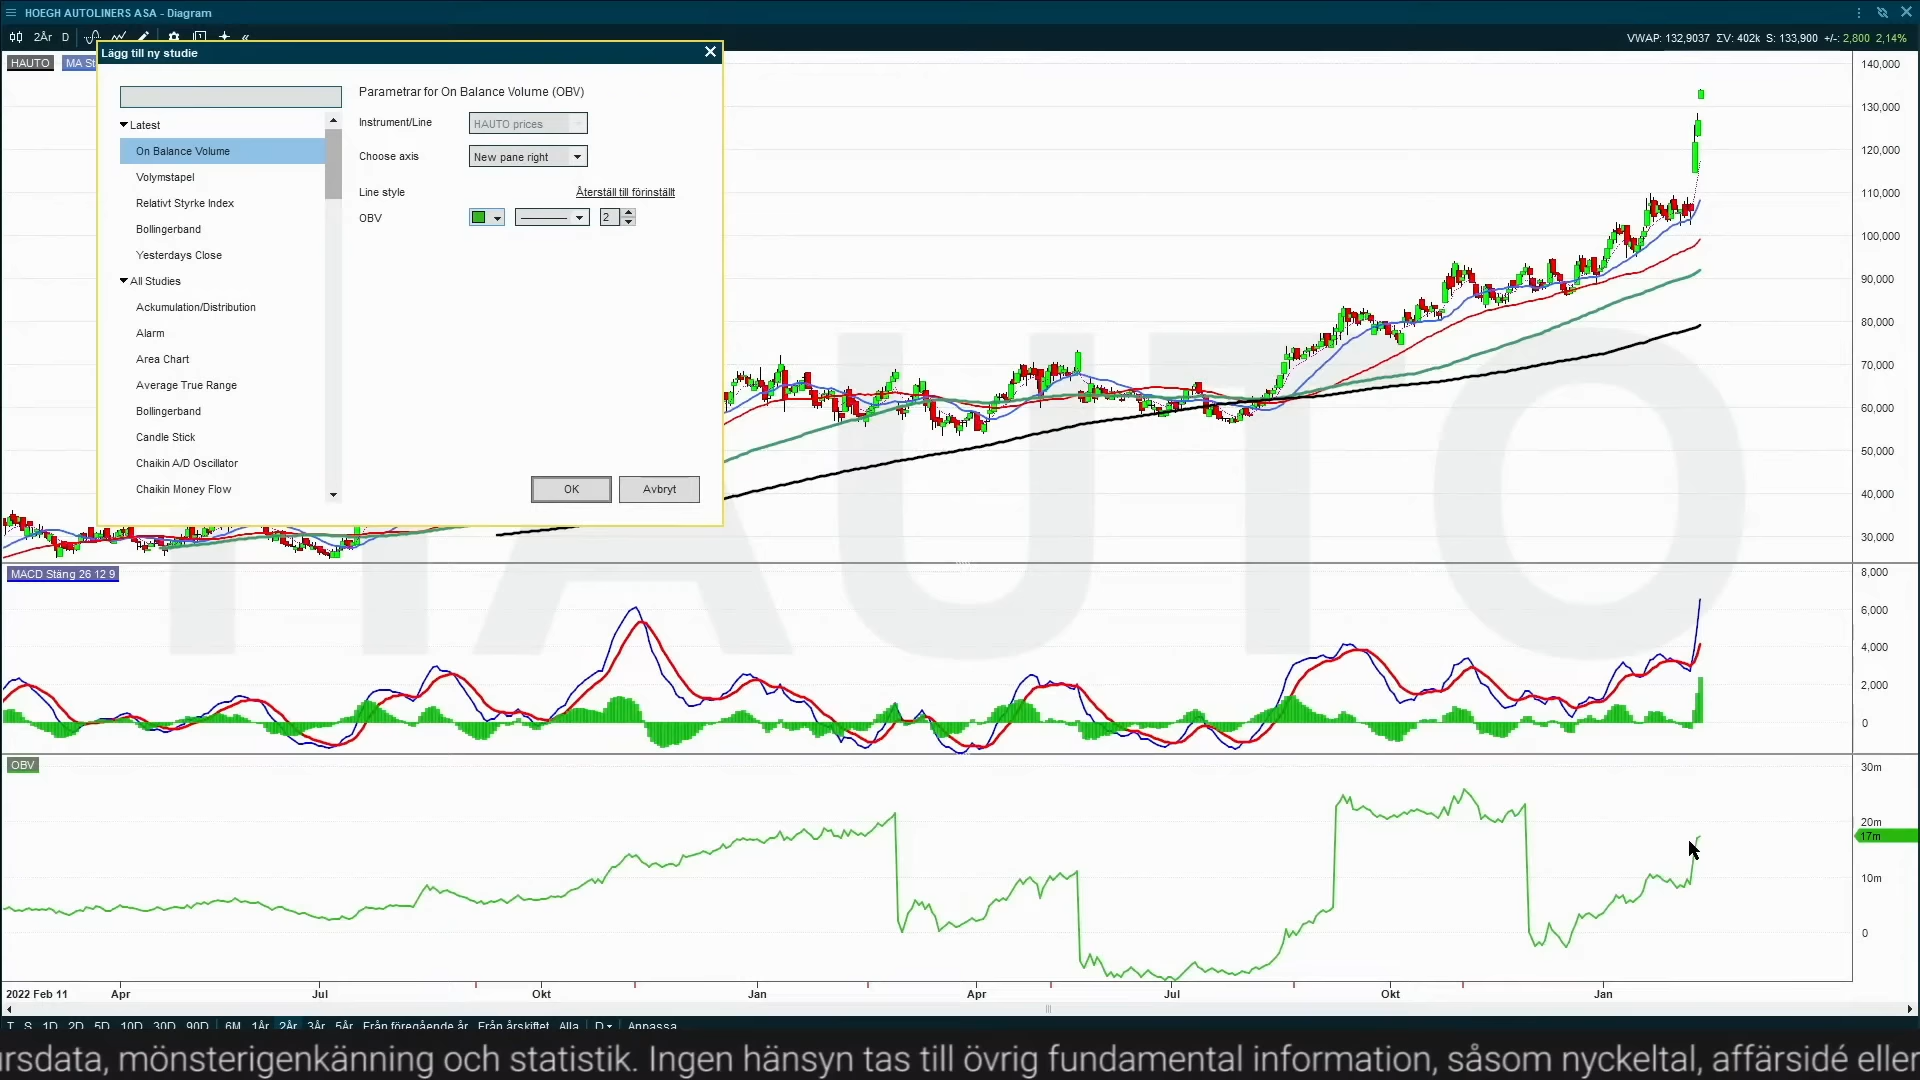 HOEGH AUTOLINERS ASA - Diagram
2År D
VWAP: 132,9037 ΣV: 402k S: 133,900 +/-: 2,800 2,14%
HAUTO MA St
Lägg till ny studie
Parametrar for On Balance Volume (OBV)
Latest
On Balance Volume
Volymstapel
Relativt Styrke Index
Bollingerband
Yesterdays Close
All Studies
Ackumulation/Distribution
Alarm
Area Chart
Average True Range
Bollingerband
Candle Stick
Chaikin A/D Oscillator
Chaikin Money Flow
Instrument/Line HAUTO prices
Choose axis New pane right
Line style Återställ till förinställt
OBV 2
OK Avbryt
HAUTO
140,000
130,000
120,000
110,000
100,000
90,000
80,000
70,000
60,000
50,000
40,000
30,000
MACD Stäng 26 12 9
8,000
6,000
4,000
2,000
0
OBV
30m
20m
17m
10m
0
2022 Feb 11 Apr Jul Okt Jan Apr Jul Okt Jan
T S 1D 2D 5D 10D 30D 90D 6M 1År 2År 3År 5År Från föregående år Från årskiftet Alla D Anpassa
ursdata, mönsterigenkänning och statistik. Ingen hänsyn tas till övrig fundamental information, såsom nyckeltal, affärsidé eller